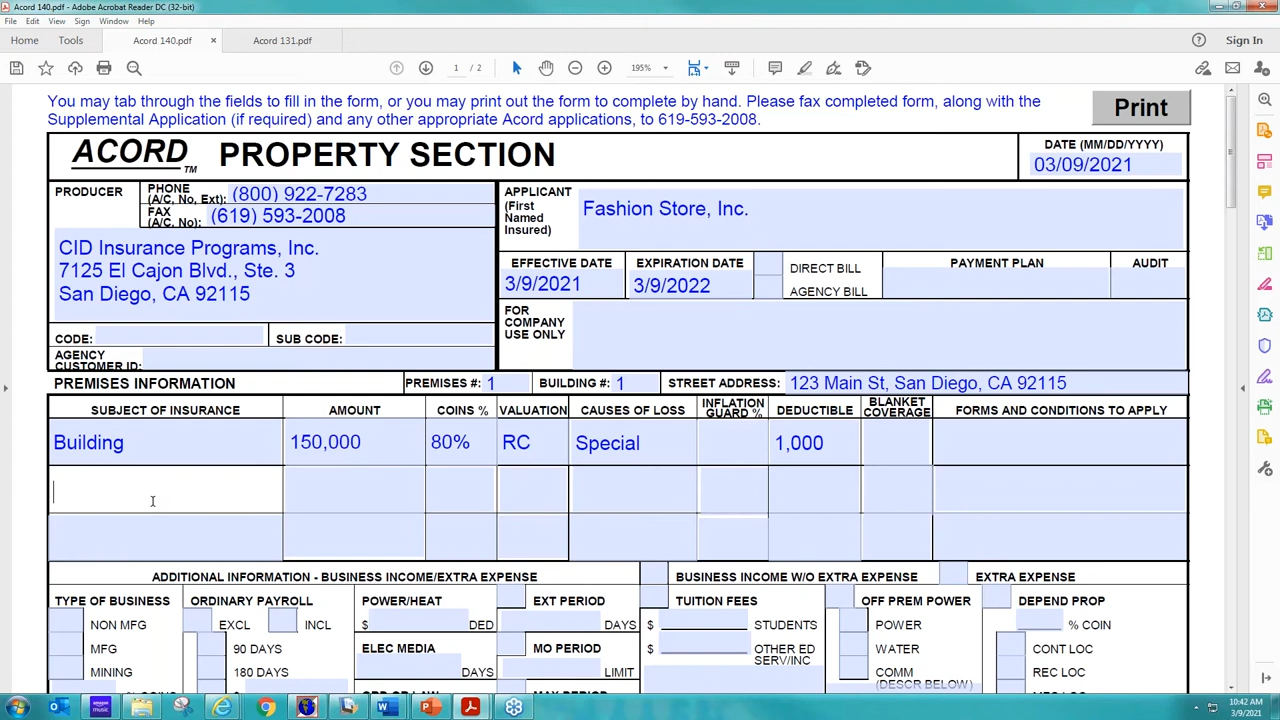 Acord 140.pdf - Adobe Acrobat Reader DC (32-bit)
File Edit View Sign Window Help
Home Tools Acord 140.pdf × Acord 131.pdf Sign In
1 / 2 195%
You may tab through the fields to fill in the form, or you may print out the form to complete by hand. Please fax completed form, along with the
Supplemental Application (if required) and any other appropriate Acord applications, to 619-593-2008.
Print
ACORD TM PROPERTY SECTION
DATE (MM/DD/YYYY)
03/09/2021
PRODUCER
PHONE
(A/C, No, Ext): (800) 922-7283
FAX
(A/C, No): (619) 593-2008
CID Insurance Programs, Inc.
7125 El Cajon Blvd., Ste. 3
San Diego, CA 92115
CODE: SUB CODE:
AGENCY
CUSTOMER ID:
APPLICANT
(First
Named
Insured)
Fashion Store, Inc.
EFFECTIVE DATE EXPIRATION DATE DIRECT BILL PAYMENT PLAN AUDIT
3/9/2021 3/9/2022 AGENCY BILL
FOR
COMPANY
USE ONLY
PREMISES INFORMATION PREMISES #: 1 BUILDING #: 1 STREET ADDRESS: 123 Main St, San Diego, CA 92115
SUBJECT OF INSURANCE AMOUNT COINS % VALUATION CAUSES OF LOSS INFLATION GUARD % DEDUCTIBLE BLANKET COVERAGE FORMS AND CONDITIONS TO APPLY
Building 150,000 80% RC Special 1,000
ADDITIONAL INFORMATION - BUSINESS INCOME/EXTRA EXPENSE BUSINESS INCOME W/O EXTRA EXPENSE EXTRA EXPENSE
TYPE OF BUSINESS ORDINARY PAYROLL POWER/HEAT EXT PERIOD TUITION FEES OFF PREM POWER DEPEND PROP
NON MFG EXCL INCL $ DED DAYS $ STUDENTS POWER % COIN
MFG 90 DAYS ELEC MEDIA MO PERIOD $ OTHER ED SERV/INC WATER CONT LOC
MINING 180 DAYS DAYS LIMIT COMM REC LOC
(DESCR BELOW)
10:42 AM
3/9/2021